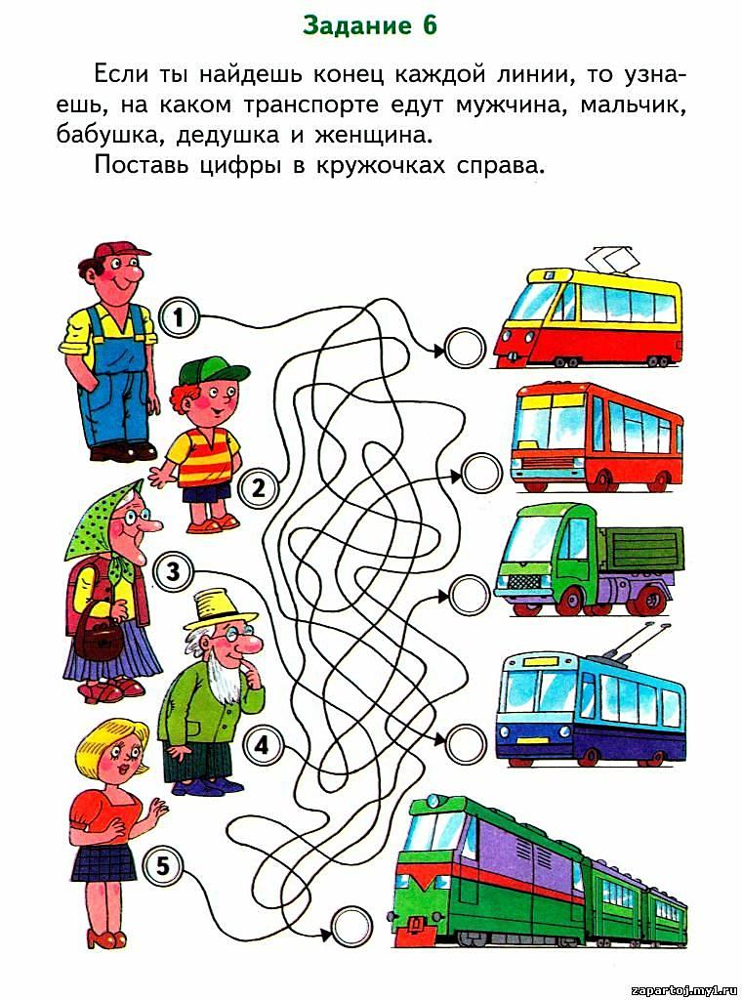 Задание 6
Если ты найдешь конец каждой линии, то узна-
ешь, на каком транспорте едут мужчина, мальчик,
бабушка, дедушка и женщина.
Поставь цифры в кружочках справа.
1
2
3
4
5
zapartoj.my1.ru